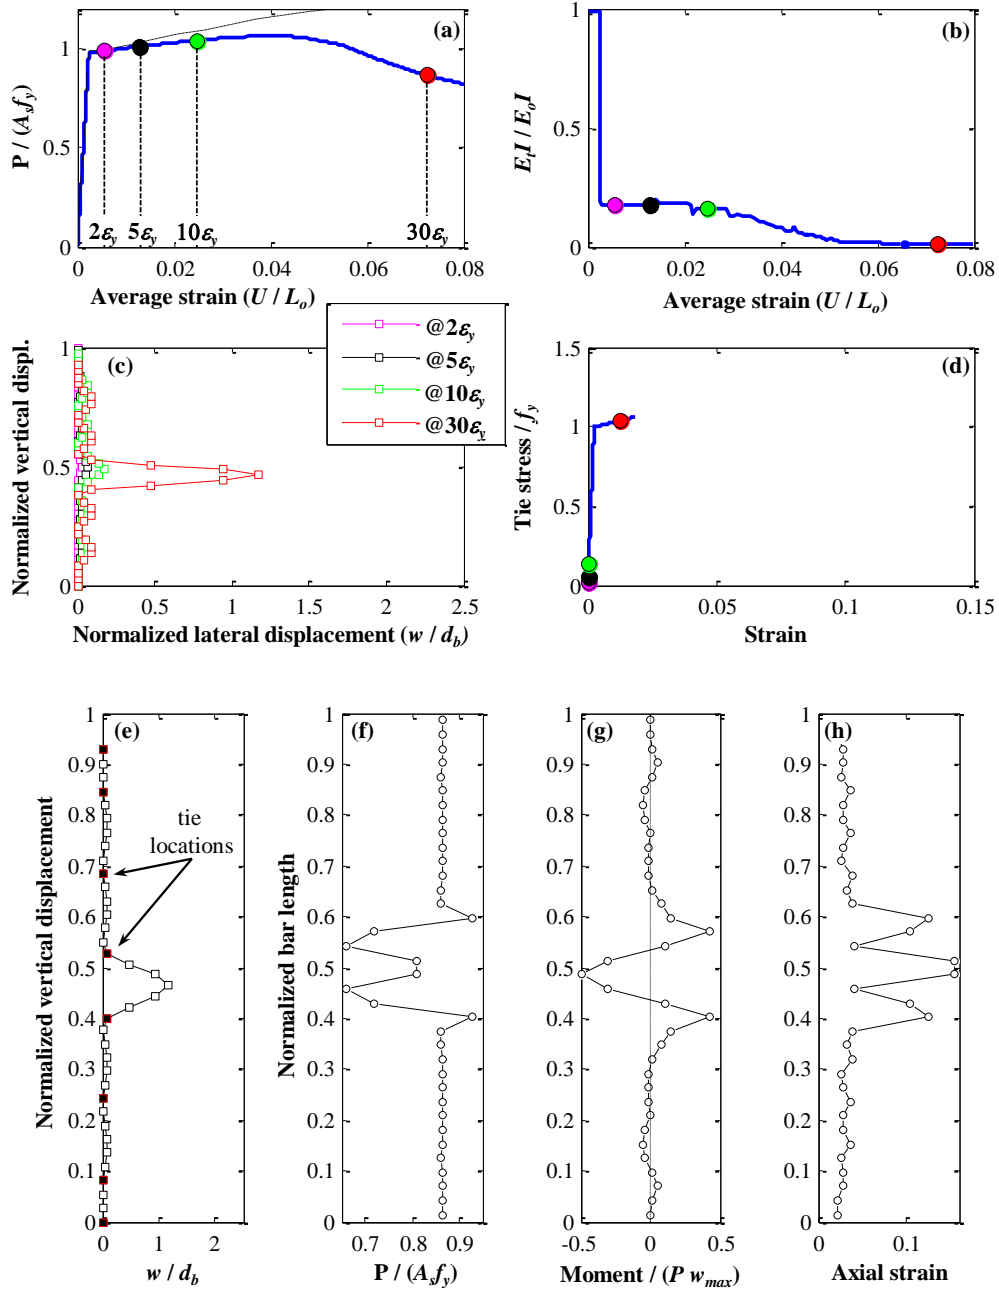 (a)
P / (A_s f_y)
1
0.5
0
2ε_y 5ε_y 10ε_y 30ε_y
0 0.02 0.04 0.06 0.08
Average strain (U / L_o)
(b)
E_t I / E_o I
1
0.5
0
0 0.02 0.04 0.06 0.08
Average strain (U / L_o)
@2ε_y
@5ε_y
@10ε_y
@30ε_y
(c)
Normalized vertical displ.
1
0.5
0
0 0.5 1 1.5 2 2.5
Normalized lateral displacement (w / d_b)
(d)
Tie stress / f_y
1.5
1
0.5
0
0 0.05 0.1 0.15
Strain
(e)
Normalized vertical displacement
1
0.9
0.8
0.7
0.6
0.5
0.4
0.3
0.2
0.1
0
tie
locations
0 1 2
w / d_b
(f)
Normalized bar length
1
0.9
0.8
0.7
0.6
0.5
0.4
0.3
0.2
0.1
0
0.7 0.8 0.9
P / (A_s f_y)
(g)
1
0.9
0.8
0.7
0.6
0.5
0.4
0.3
0.2
0.1
0
-0.5 0 0.5
Moment / (P w_max)
(h)
1
0.9
0.8
0.7
0.6
0.5
0.4
0.3
0.2
0.1
0
0 0.1
Axial strain